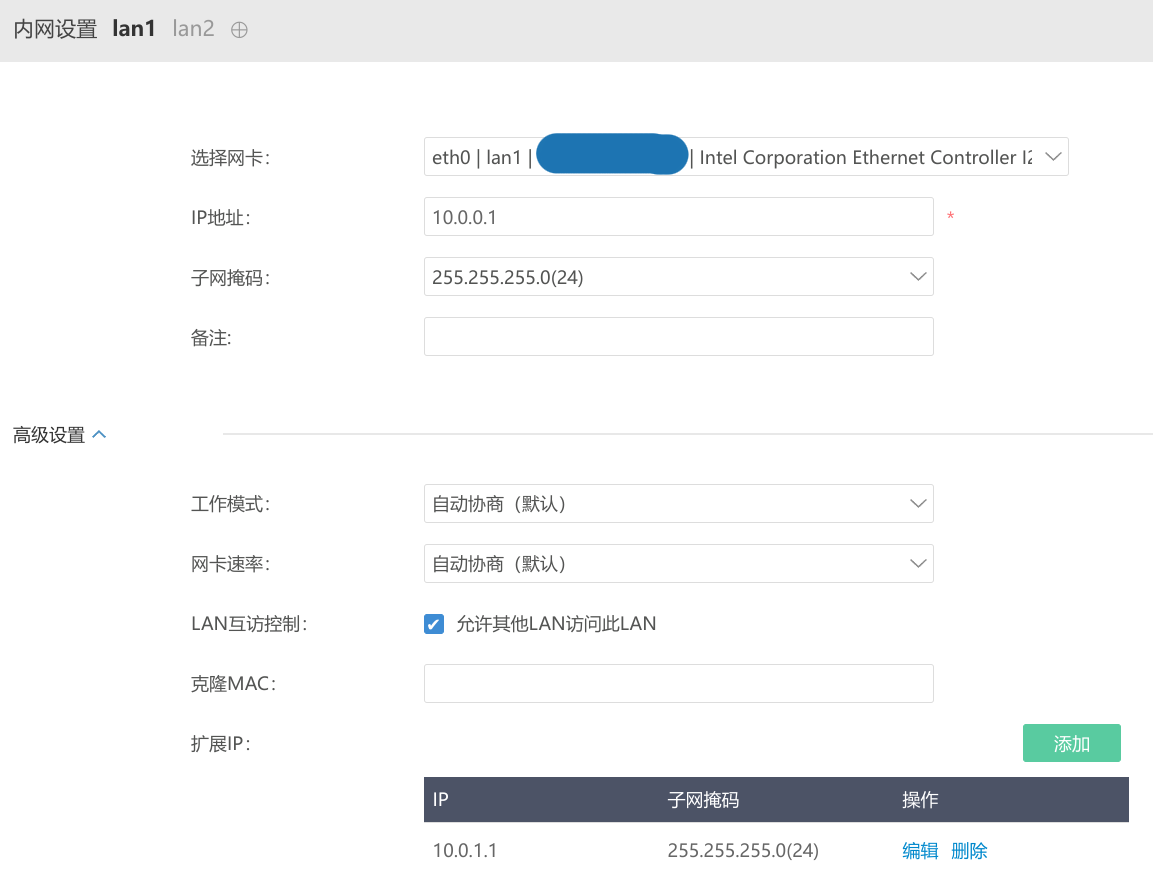 内网设置 lan1 lan2
选择网卡: eth0 | lan1 | | Intel Corporation Ethernet Controller I2
IP地址: 10.0.0.1 *
子网掩码: 255.255.255.0(24)
备注:
高级设置
工作模式: 自动协商（默认）
网卡速率: 自动协商（默认）
LAN互访控制: 允许其他LAN访问此LAN
克隆MAC:
扩展IP: 添加
IP 子网掩码 操作
10.0.1.1 255.255.255.0(24) 编辑 删除